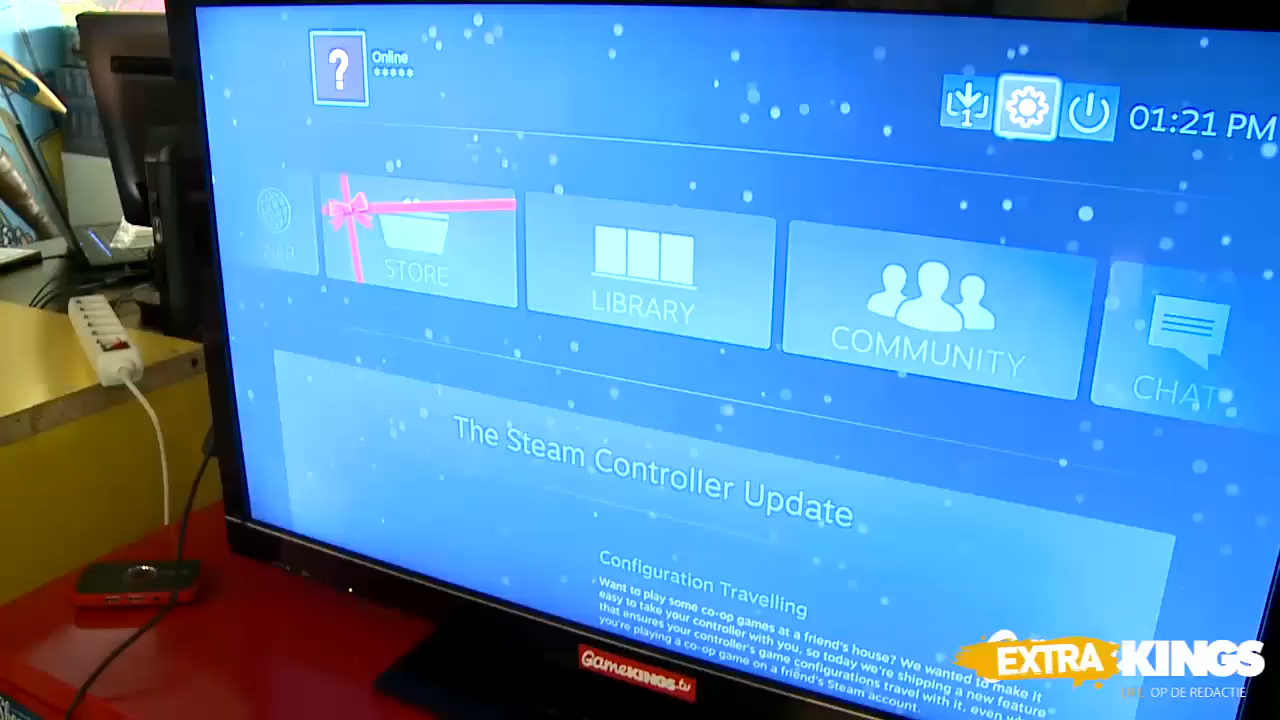 ?
Online
*****
1
01:21 PM
STORE
LIBRARY
COMMUNITY
CHAT
The Steam Controller Update
Configuration Travelling
Want to play some co-op games at a friend's house? We wanted to make it
easy to take your controller with you, so today we're shipping a new feature
that ensures your controller's game configurations travel with it, even
you're playing a co-op game on a friend's Steam account.
GAMEKINGS.tv
EXTRA KINGS
OP DE REDACTIE